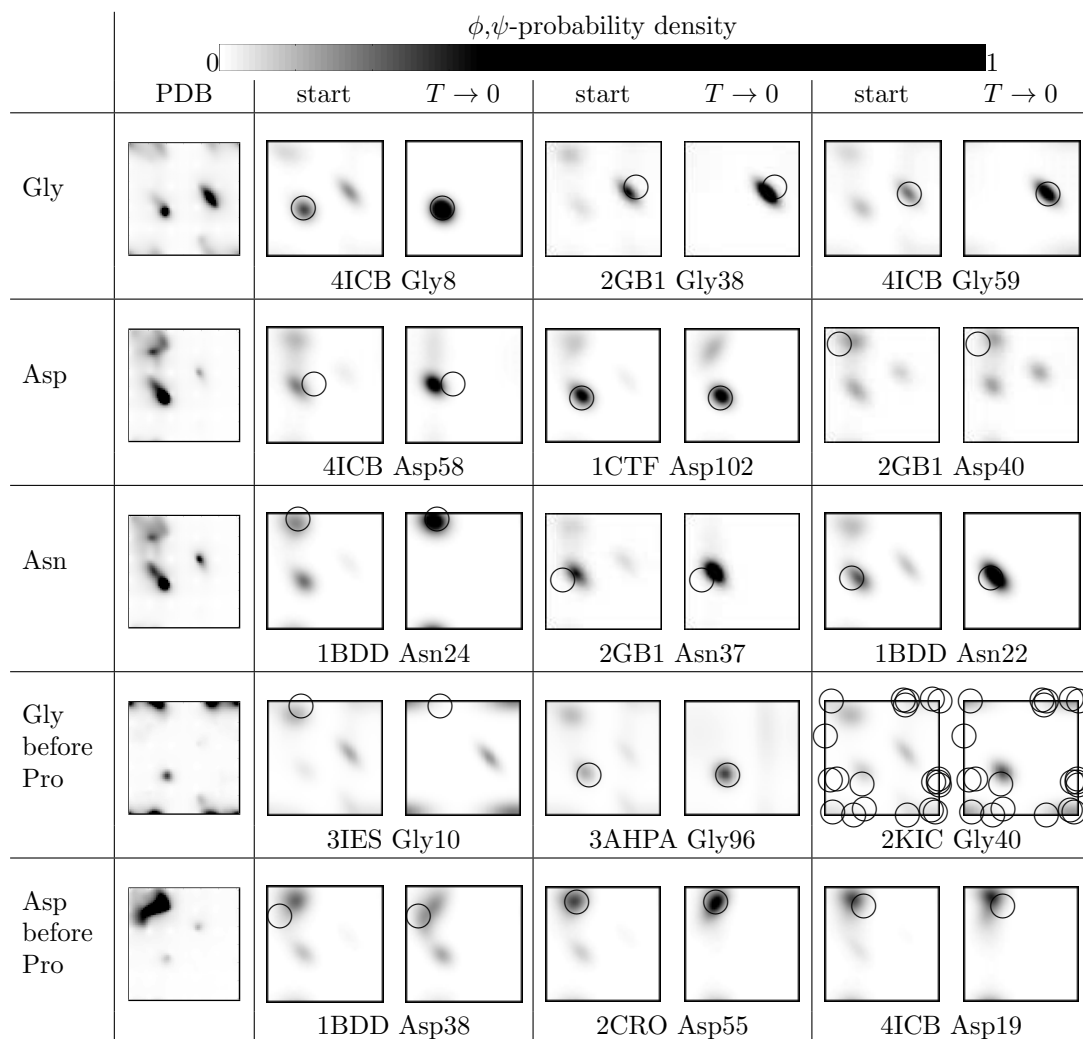 ϕ,ψ-probability density
0 1
PDB start T → 0 start T → 0 start T → 0
Gly
4ICB Gly8 2GB1 Gly38 4ICB Gly59
Asp
4ICB Asp58 1CTF Asp102 2GB1 Asp40
Asn
1BDD Asn24 2GB1 Asn37 1BDD Asn22
Gly
before
Pro
3IES Gly10 3AHPA Gly96 2KIC Gly40
Asp
before
Pro
1BDD Asp38 2CRO Asp55 4ICB Asp19